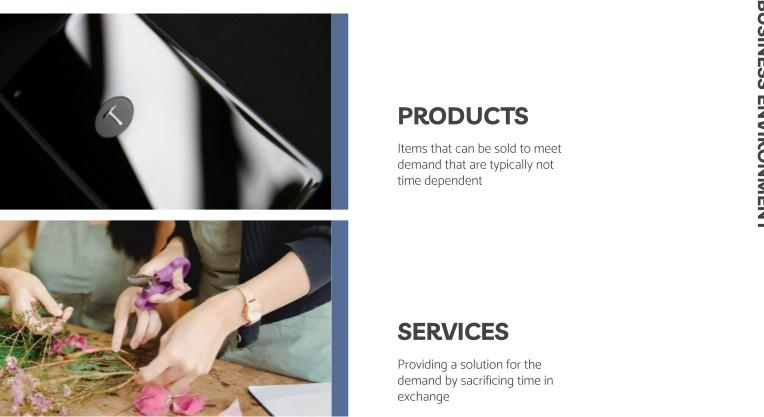 PRODUCTS
Items that can be sold to meet
demand that are typically not
time dependent
SERVICES
Providing a solution for the
demand by sacrificing time in
exchange
BUSINESS ENVIRONMENT
T